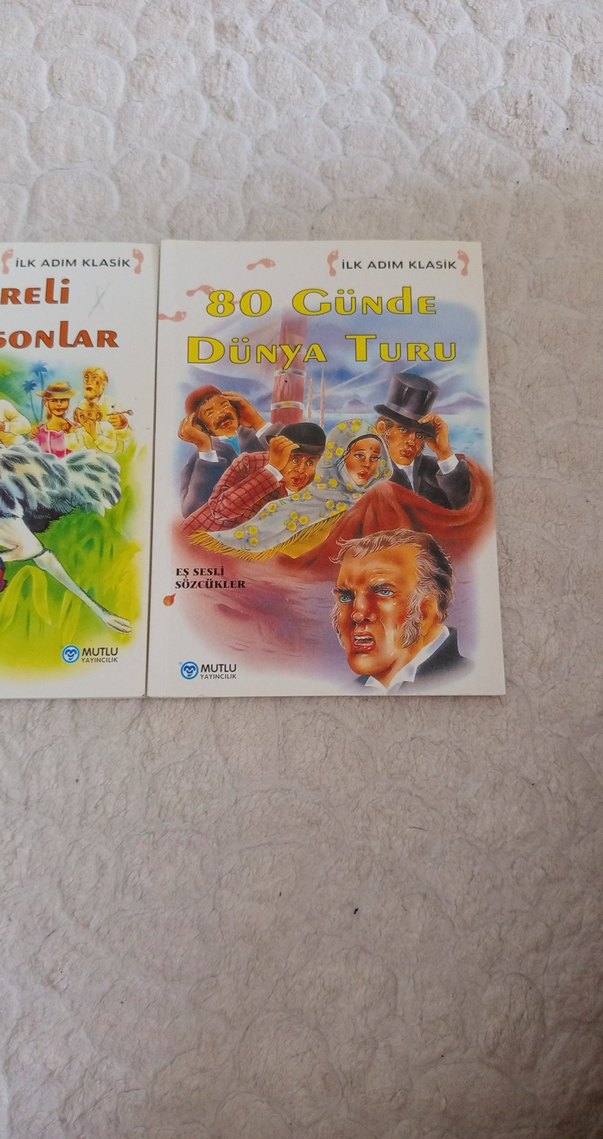 İLK ADIM KLASİK
RELİ
SONLAR
MUTLU
YAYINCILIK
İLK ADIM KLASİK
80 GÜNDE
DÜNYA TURU
EŞ SESLİ
SÖZCÜKLER
MUTLU
YAYINCILIK